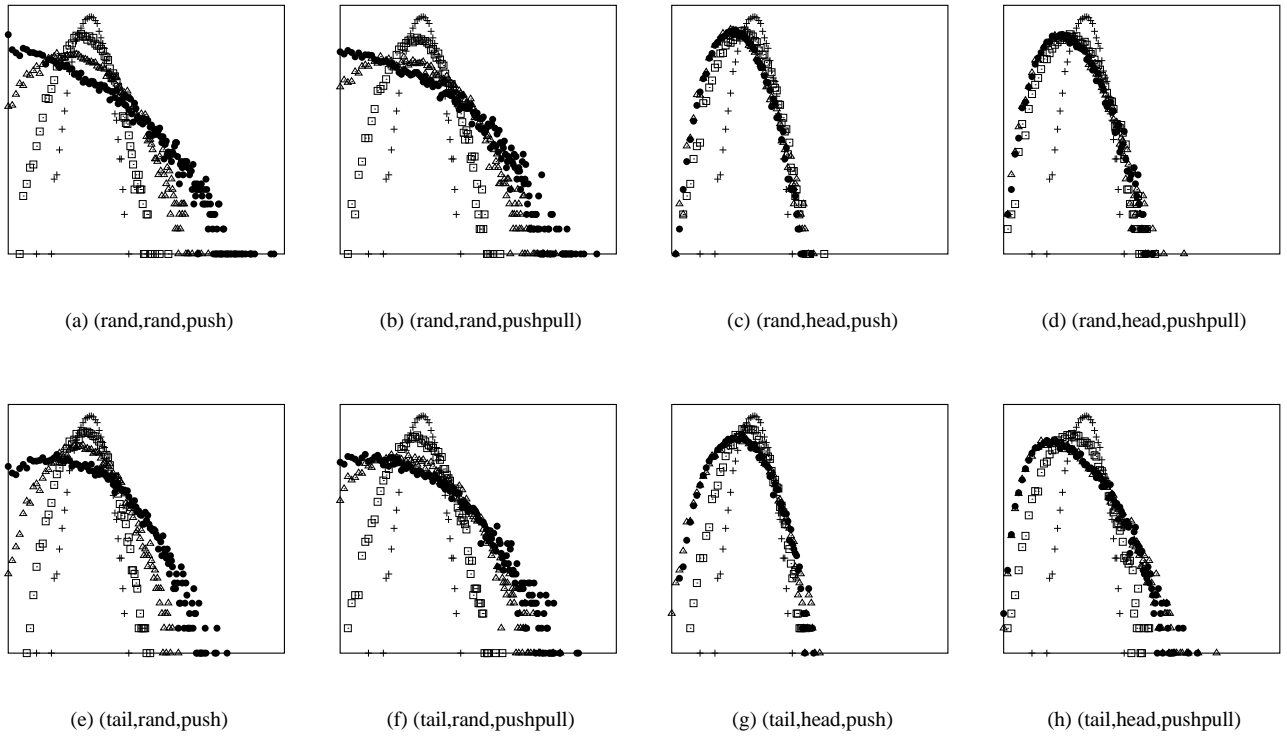 (a) (rand,rand,push)
(b) (rand,rand,pushpull)
(c) (rand,head,push)
(d) (rand,head,pushpull)
(e) (tail,rand,push)
(f) (tail,rand,pushpull)
(g) (tail,head,push)
(h) (tail,head,pushpull)